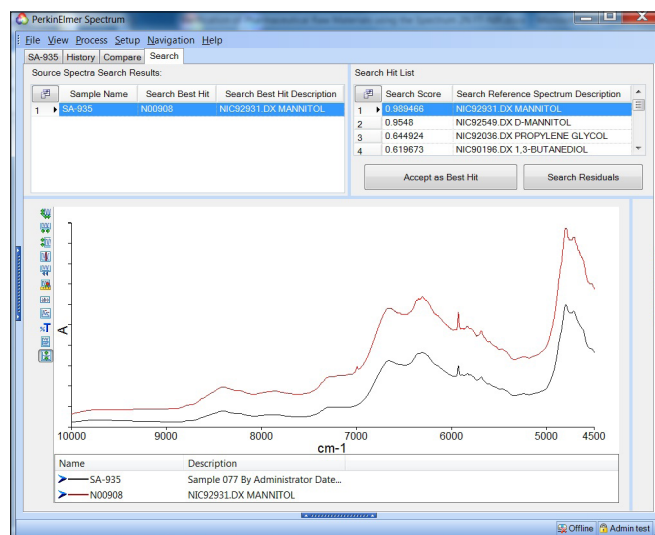 PerkinElmer Spectrum
File View Process Setup Navigation Help
SA-935 History Compare Search
Source Spectra Search Results:
Sample Name Search Best Hit Search Best Hit Description
1 SA-935 N00908 NIC92931.DX MANNITOL
Search Hit List
Search Score Search Reference Spectrum Description
1 0.989466 NIC92931.DX MANNITOL
2 0.9548 NIC92549.DX D-MANNITOL
3 0.644924 NIC92036.DX PROPYLENE GLYCOL
4 0.619673 NIC90196.DX 1,3-BUTANEDIOL
Accept as Best Hit Search Residuals
A
10000 9000 8000 7000 6000 5000 4500
cm-1
Name Description
SA-935 Sample 077 By Administrator Date...
N00908 NIC92931.DX MANNITOL
Offline Admin test